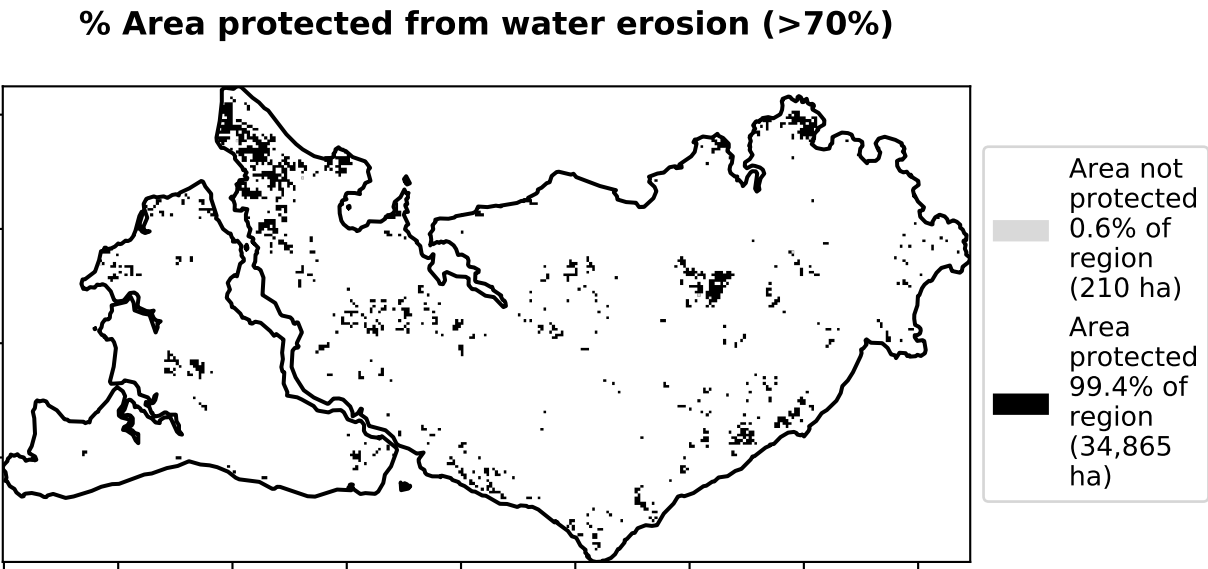 % Area protected from water erosion (>70%)
Area not
protected
0.6% of
region
(210 ha)
Area
protected
99.4% of
region
(34,865
ha)